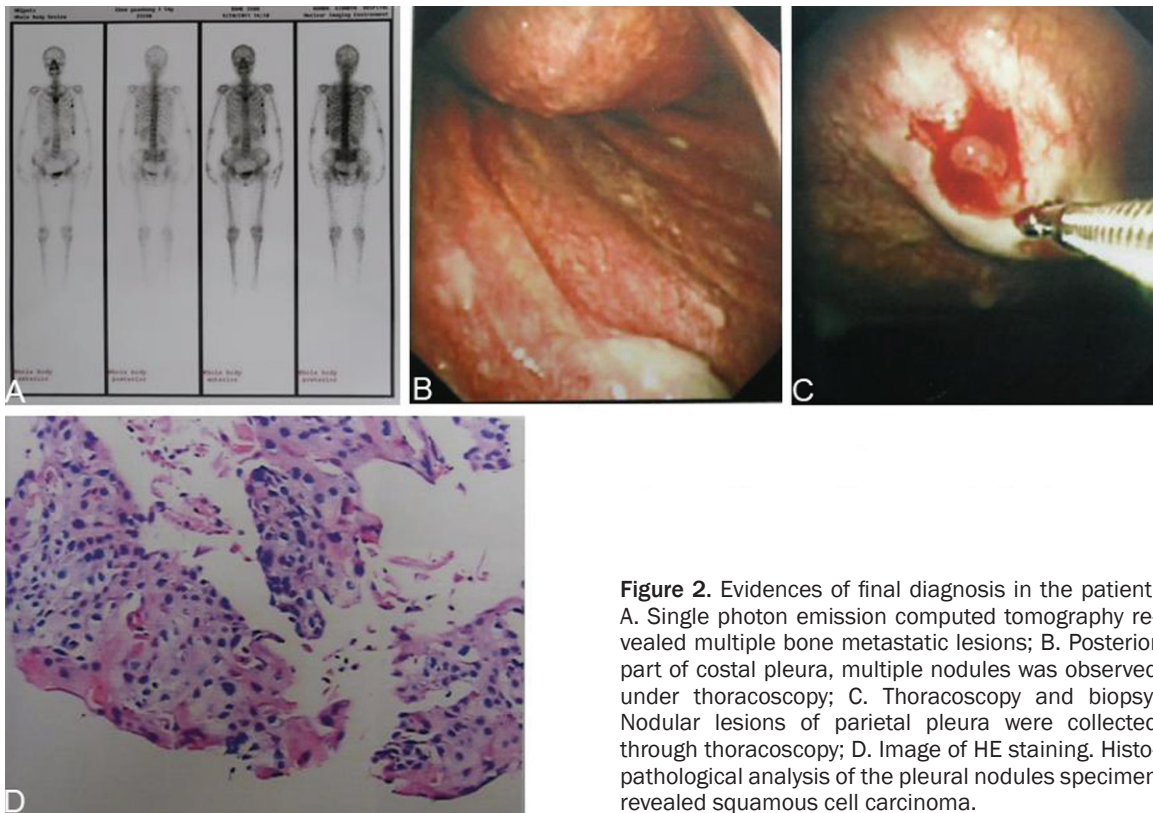 Whole body
anterior
Whole body
posterior
Whole body
anterior
Whole body
posterior
A
B
C
D
Figure 2. Evidences of final diagnosis in the patient
A. Single photon emission computed tomography re-
vealed multiple bone metastatic lesions; B. Posterior
part of costal pleura, multiple nodules was observed
under thoracoscopy; C. Thoracoscopy and biopsy
Nodular lesions of parietal pleura were collected
through thoracoscopy; D. Image of HE staining. Histo-
pathological analysis of the pleural nodules specimen
revealed squamous cell carcinoma.